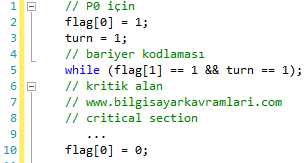 1 // P0 için
2 flag[0] = 1;
3 turn = 1;
4 // bariyer kodlaması
5 while (flag[1] == 1 && turn == 1);
6 // kritik alan
7 // www.bilgisayarkavramlari.com
8 // critical section
9 ...
10 flag[0] = 0;